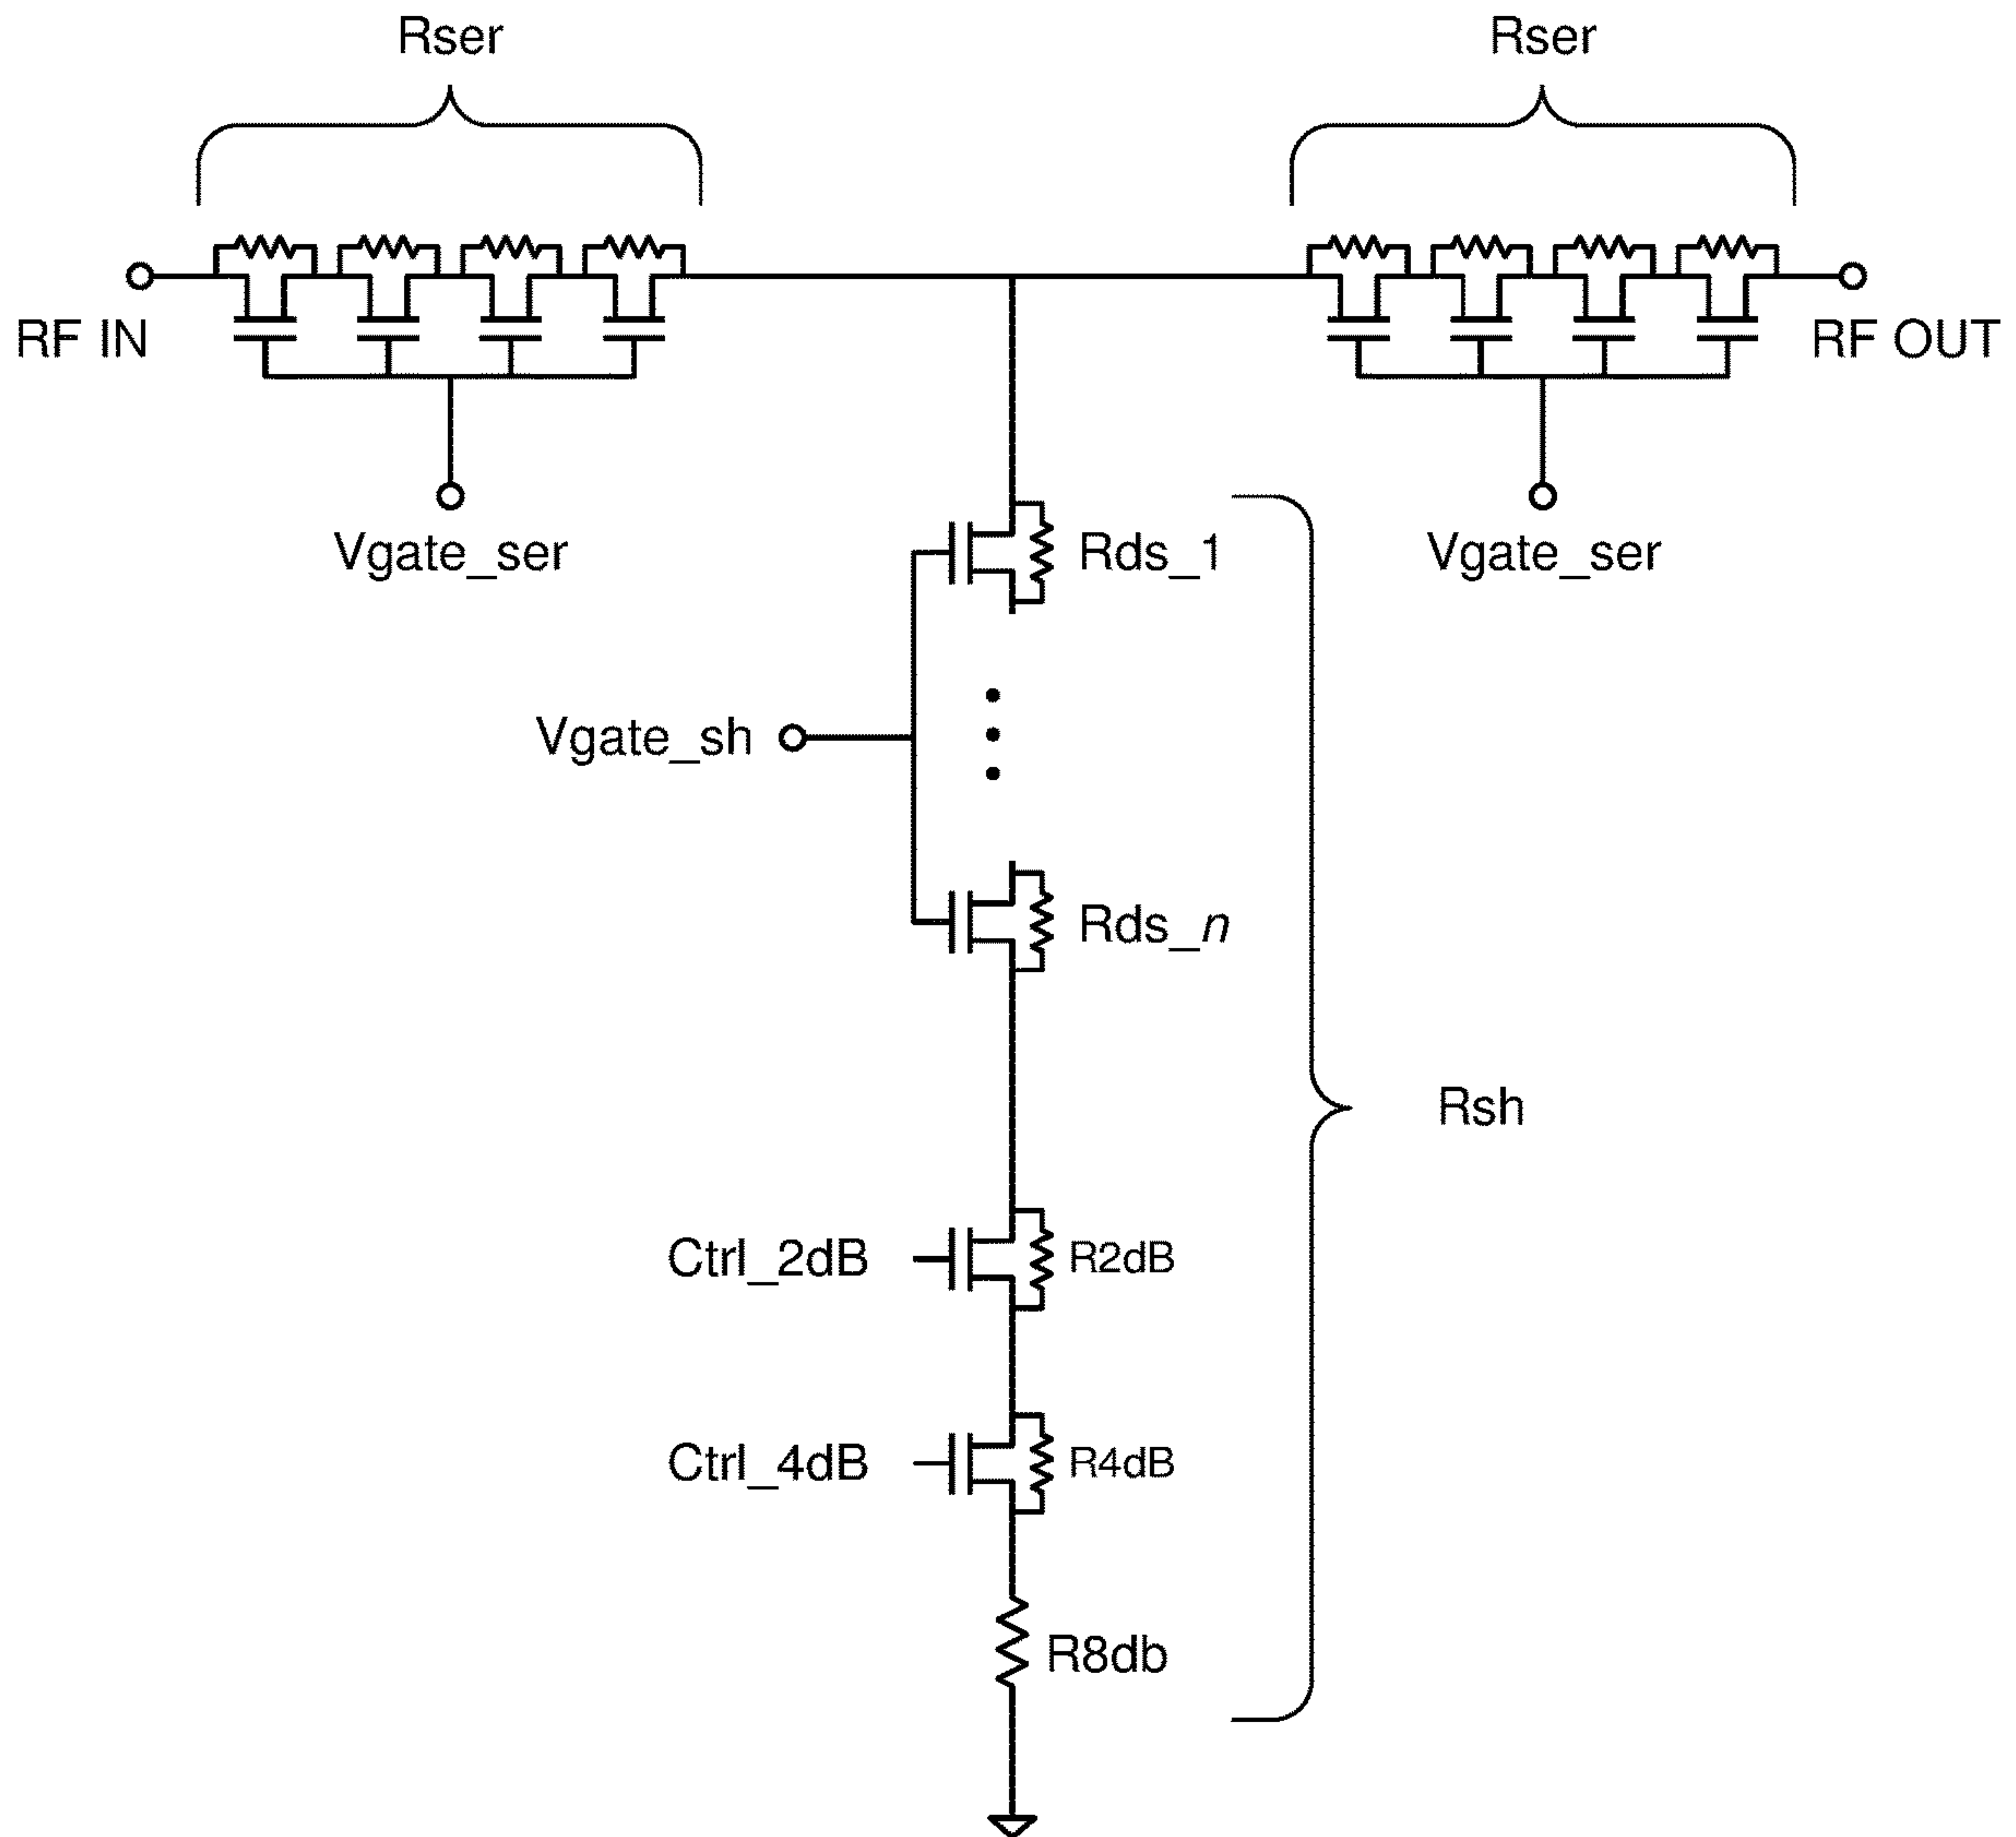 Rser
Rser
RF IN
RF OUT
Vgate_ser
Vgate_ser
Rds_1
Vgate_sh
Rds_n
Rsh
Ctrl_2dB
R2dB
Ctrl_4dB
R4dB
R8db